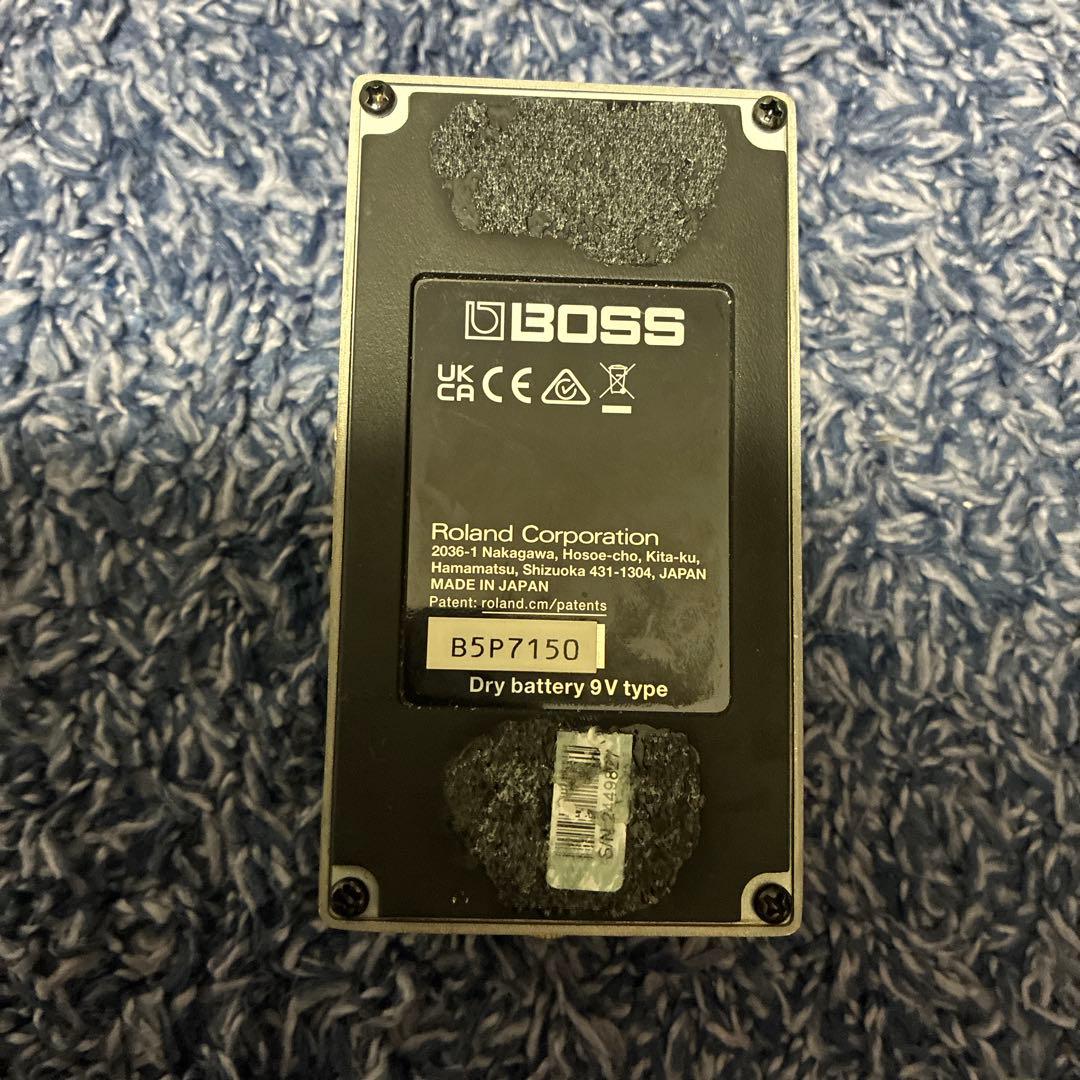 BOSS
UK
CA CE
Roland Corporation
2036-1 Nakagawa, Hosoe-cho, Kita-ku,
Hamamatsu, Shizuoka 431-1304, JAPAN
MADE IN JAPAN
Patent: roland.cm/patents
B5P7150
Dry battery 9V type
S/N 2449827